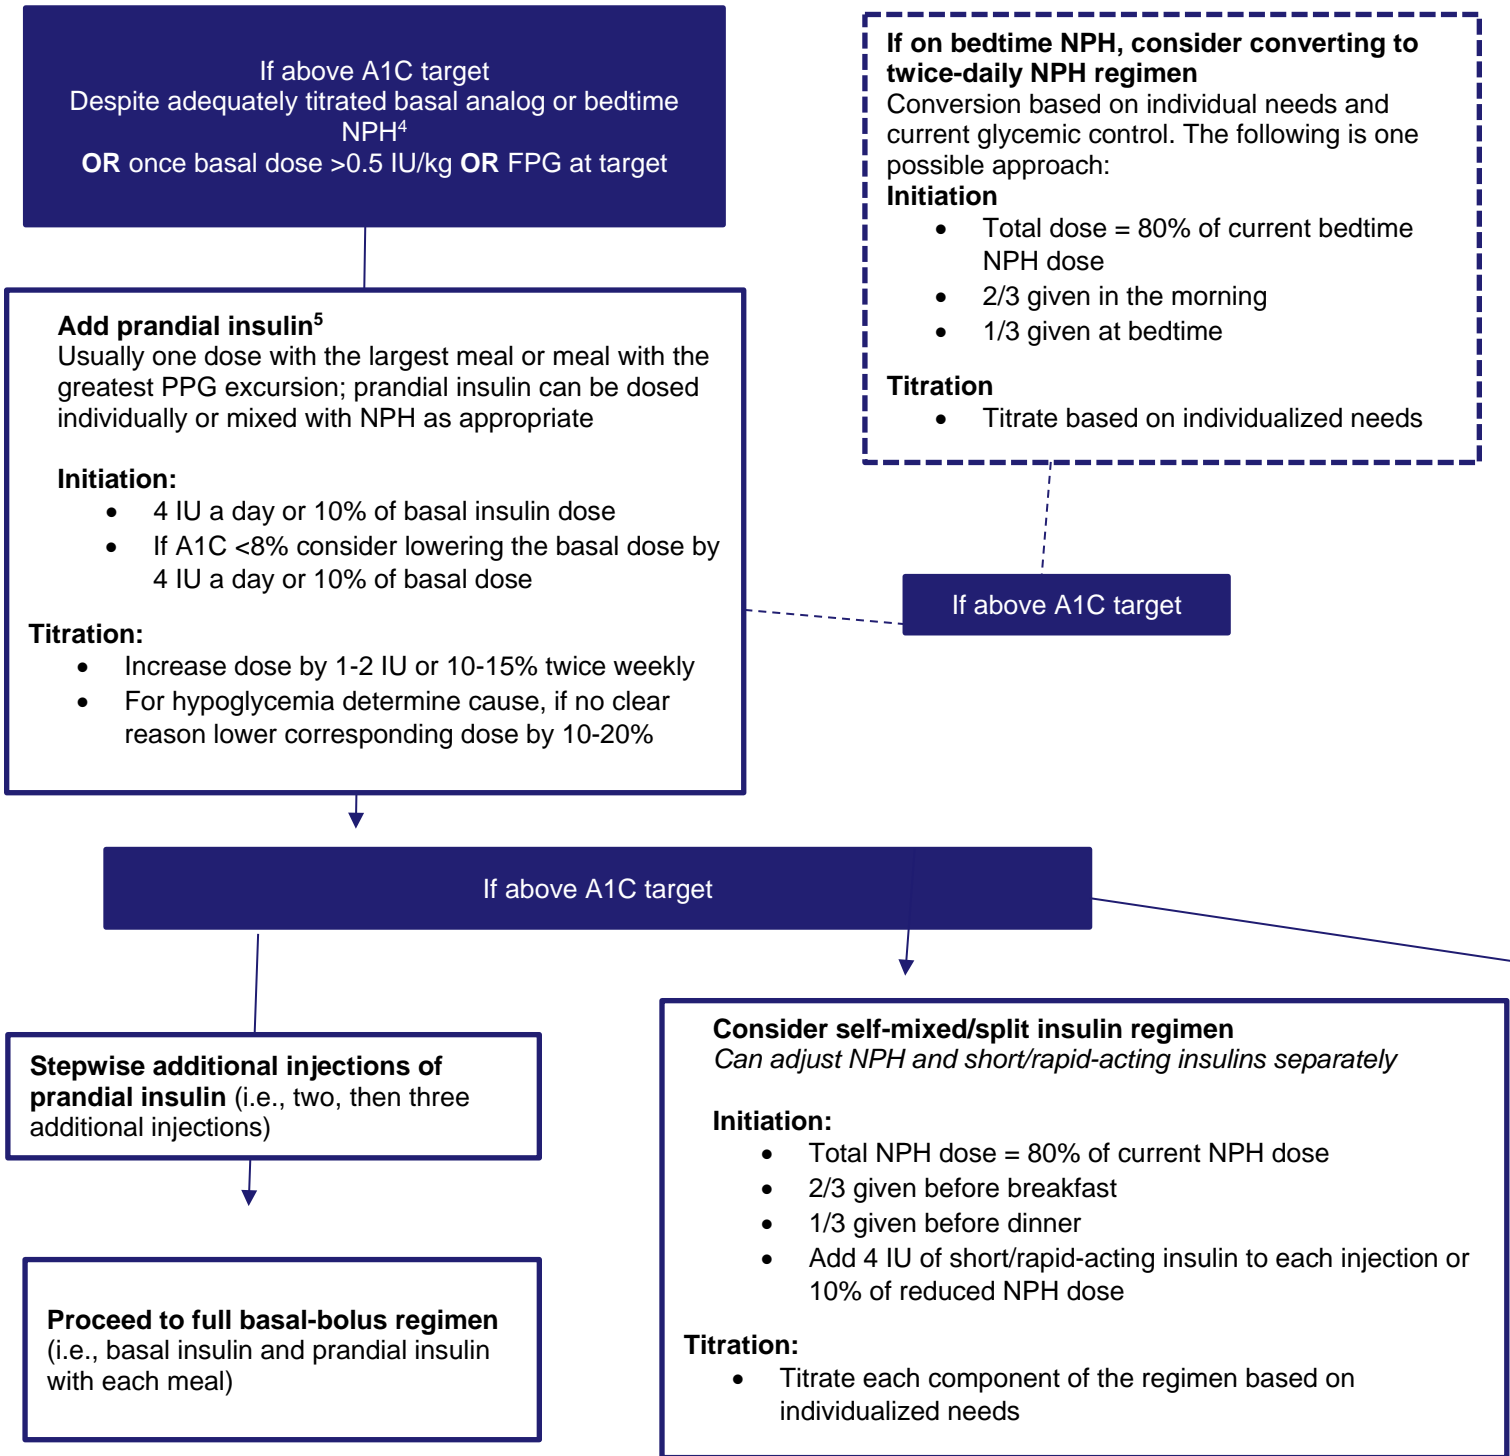 If above A1C target
Despite adequately titrated basal analog or bedtime
NPH4
OR once basal dose >0.5 IU/kg OR FPG at target
If on bedtime NPH, consider converting to
twice-daily NPH regimen
Conversion based on individual needs and
current glycemic control. The following is one
possible approach:
Initiation
• Total dose = 80% of current bedtime
NPH dose
• 2/3 given in the morning
• 1/3 given at bedtime
Titration
• Titrate based on individualized needs
Add prandial insulin5
Usually one dose with the largest meal or meal with the
greatest PPG excursion; prandial insulin can be dosed
individually or mixed with NPH as appropriate
Initiation:
• 4 IU a day or 10% of basal insulin dose
• If A1C <8% consider lowering the basal dose by
4 IU a day or 10% of basal dose
Titration:
• Increase dose by 1-2 IU or 10-15% twice weekly
• For hypoglycemia determine cause, if no clear
reason lower corresponding dose by 10-20%
If above A1C target
If above A1C target
Stepwise additional injections of
prandial insulin (i.e., two, then three
additional injections)
Proceed to full basal-bolus regimen
(i.e., basal insulin and prandial insulin
with each meal)
Consider self-mixed/split insulin regimen
Can adjust NPH and short/rapid-acting insulins separately
Initiation:
• Total NPH dose = 80% of current NPH dose
• 2/3 given before breakfast
• 1/3 given before dinner
• Add 4 IU of short/rapid-acting insulin to each injection or
10% of reduced NPH dose
Titration:
• Titrate each component of the regimen based on
individualized needs